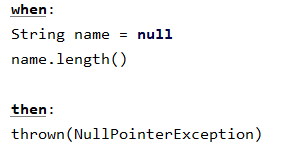 when:
String name = null
name.length()
then:
thrown(NullPointerException)